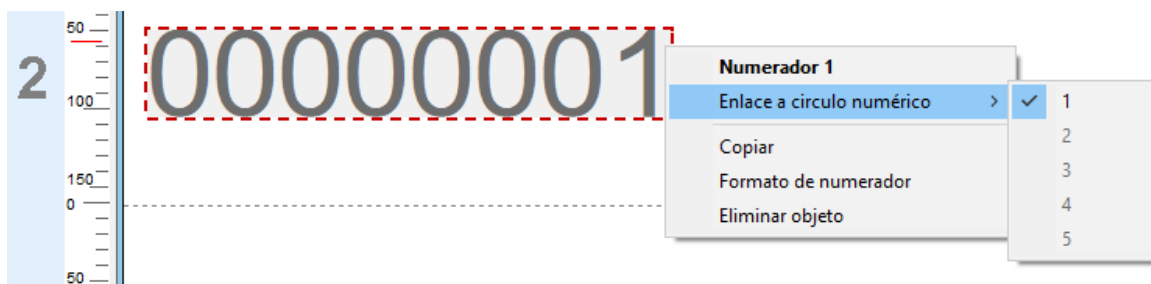 50
2
100
150
0
50
00000001
Numerador 1
Enlace a circulo numérico
Copiar
Formato de numerador
Eliminar objeto
1
2
3
4
5